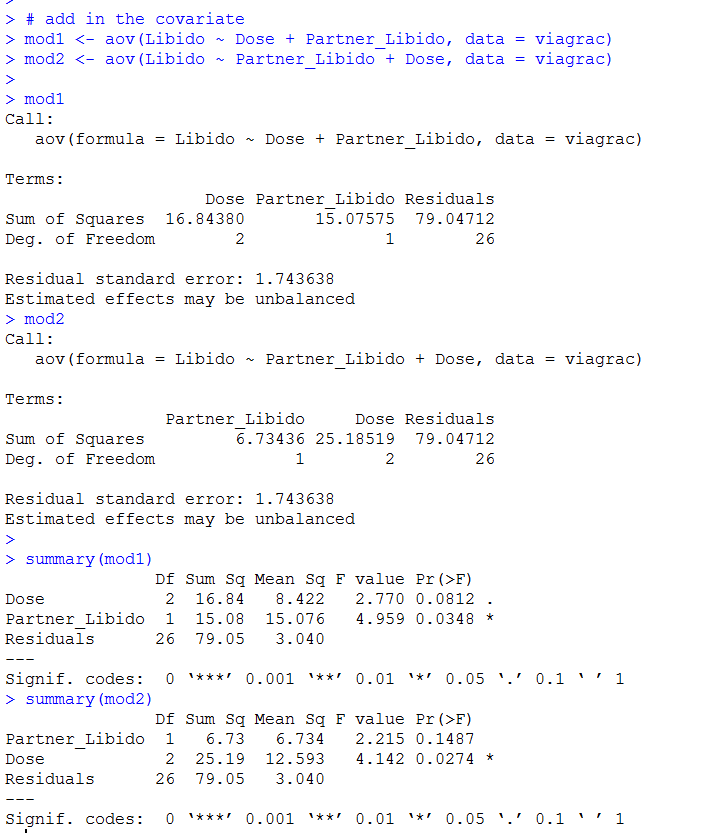 >
> # add in the covariate
> mod1 <- aov(Libido ~ Dose + Partner_Libido, data = viagrac)
> mod2 <- aov(Libido ~ Partner_Libido + Dose, data = viagrac)
>
> mod1
Call:
   aov(formula = Libido ~ Dose + Partner_Libido, data = viagrac)

Terms:
                    Dose Partner_Libido Residuals
Sum of Squares  16.84380       15.07575  79.04712
Deg. of Freedom        2              1        26

Residual standard error: 1.743638
Estimated effects may be unbalanced
> mod2
Call:
   aov(formula = Libido ~ Partner_Libido + Dose, data = viagrac)

Terms:
                Partner_Libido     Dose Residuals
Sum of Squares         6.73436 25.18519  79.04712
Deg. of Freedom              1        2        26

Residual standard error: 1.743638
Estimated effects may be unbalanced
>
> summary(mod1)
               Df Sum Sq Mean Sq F value Pr(>F)
Dose            2  16.84   8.422   2.770 0.0812 .
Partner_Libido  1  15.08  15.076   4.959 0.0348 *
Residuals      26  79.05   3.040
---
Signif. codes:  0 ‘***’ 0.001 ‘**’ 0.01 ‘*’ 0.05 ‘.’ 0.1 ‘ ’ 1
> summary(mod2)
               Df Sum Sq Mean Sq F value Pr(>F)
Partner_Libido  1   6.73   6.734   2.215 0.1487
Dose            2  25.19  12.593   4.142 0.0274 *
Residuals      26  79.05   3.040
---
Signif. codes:  0 ‘***’ 0.001 ‘**’ 0.01 ‘*’ 0.05 ‘.’ 0.1 ‘ ’ 1